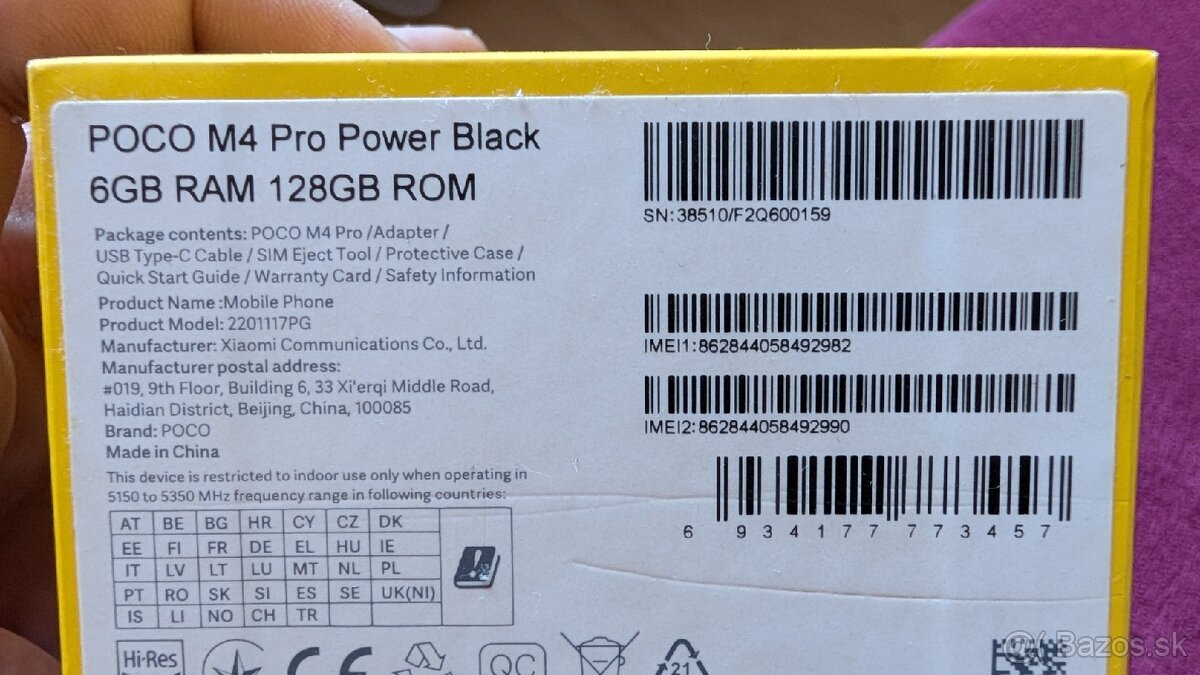 POCO M4 Pro Power Black
6GB RAM 128GB ROM
Package contents: POCO M4 Pro /Adapter /
USB Type-C Cable / SIM Eject Tool / Protective Case /
Quick Start Guide / Warranty Card / Safety Information
Product Name :Mobile Phone
Product Model: 2201117PG
Manufacturer: Xiaomi Communications Co., Ltd.
Manufacturer postal address:
#019, 9th Floor, Building 6, 33 Xi'erqi Middle Road,
Haidian District, Beijing, China, 100085
Brand: POCO
Made in China
This device is restricted to indoor use only when operating in
5150 to 5350 MHz frequency range in following countries:
AT BE BG HR CY CZ DK
EE FI FR DE EL HU IE
IT LV LT LU MT NL PL
PT RO SK SI ES SE UK(NI)
IS LI NO CH TR
Hi-Res
CE
QC
21
SN:38510/F2Q600159
IMEI1:862844058492982
IMEI2:862844058492990
6 934177 773457
Bazos.sk